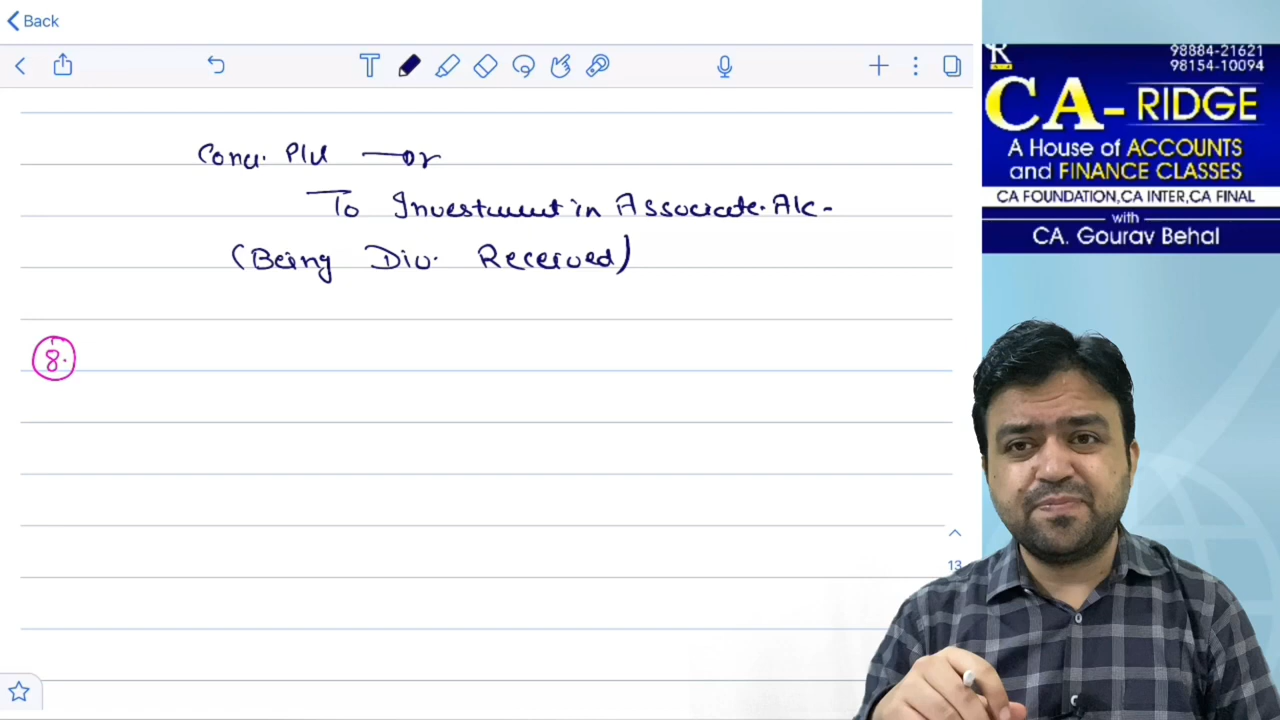 Back
T
98884-21621
98154-10094
R
CA- RIDGE
A House of ACCOUNTS
and FINANCE CLASSES
CA FOUNDATION,CA INTER,CA FINAL
with
CA. Gourav Behal
P/L Dr
To Investment in Associate. A/c -
(Being Div. Received)
8.
13